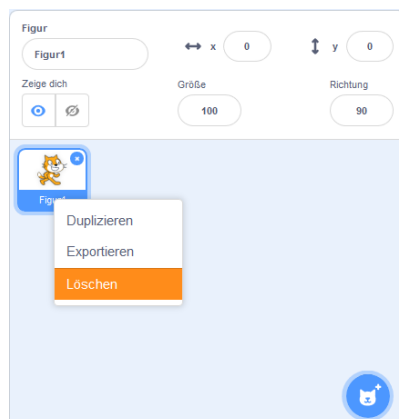 Figur
Figur1
x 0
y 0
Zeige dich
Größe
Richtung
100
90
Duplizieren
Exportieren
Löschen